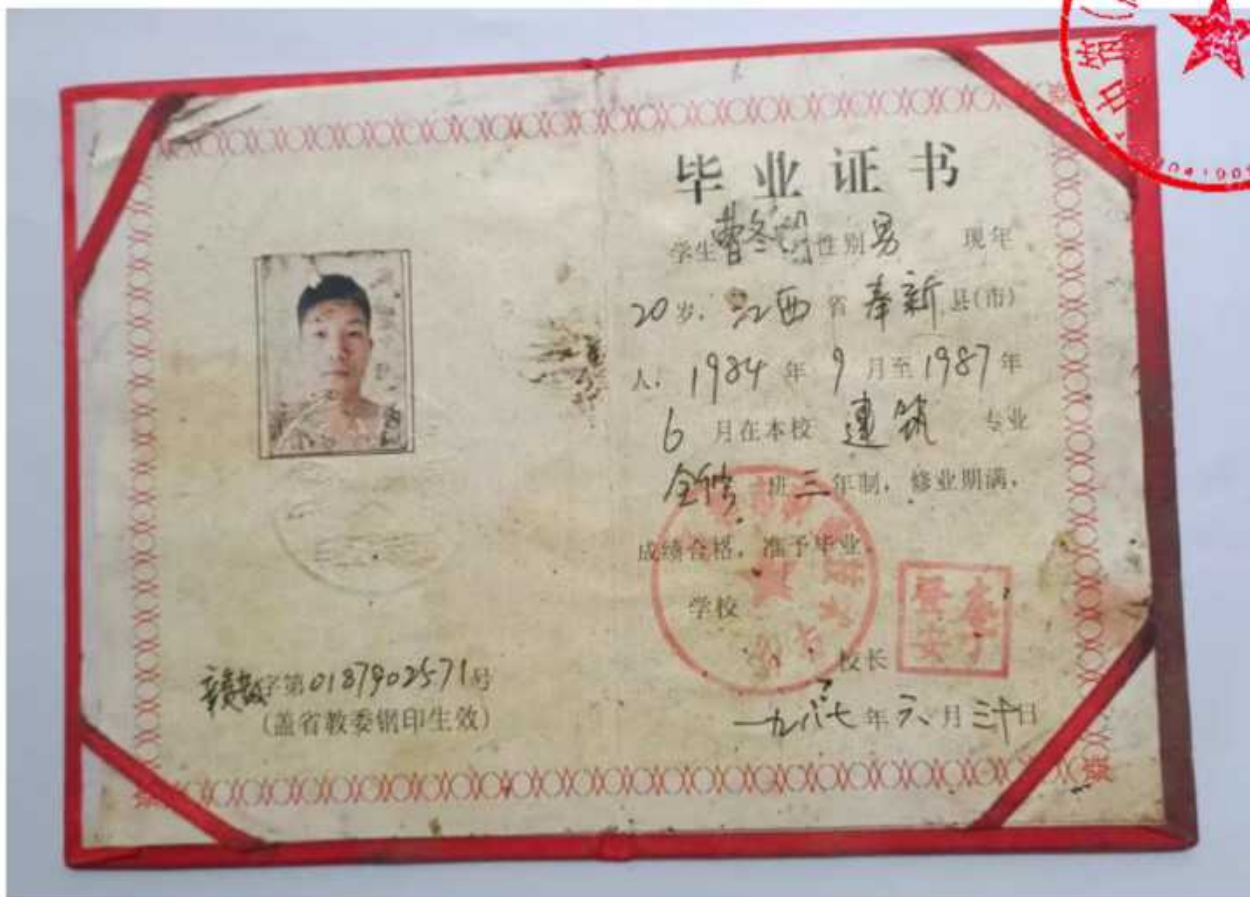 毕业证书
学生曹冬 性别男 现年
20岁，江西省奉新县(市)
人，1984年9月至1987年
6月在本校建筑专业
全 班三年制，修业期满，
成绩合格，准予毕业。
学校
校长
一九八七年六月三十日
字第0187902571号
(盖省教委钢印生效)